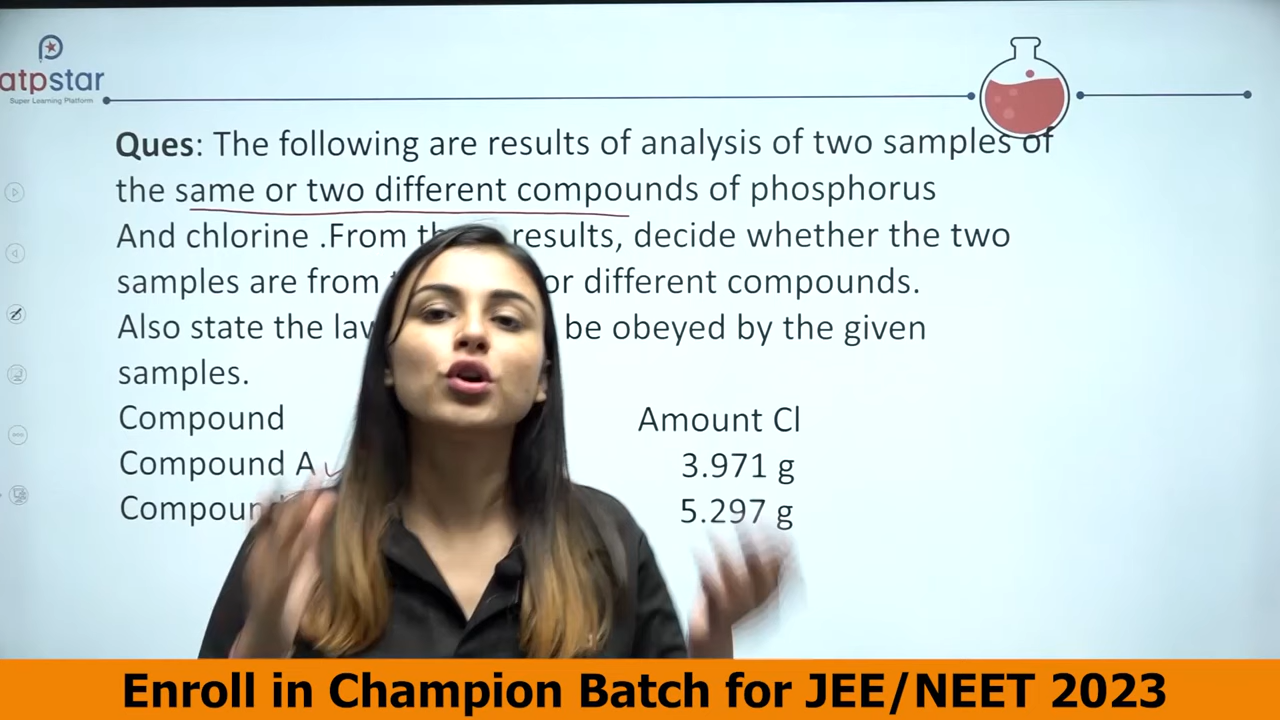 atpstar
Super Learning Platform
Ques: The following are results of analysis of two samples of
the same or two different compounds of phosphorus
And chlorine .From results, decide whether the two
samples are from or different compounds.
Also state the be obeyed by the given
samples.
Compound Amount Cl
Compound A 3.971 g
5.297 g
Enroll in Champion Batch for JEE/NEET 2023